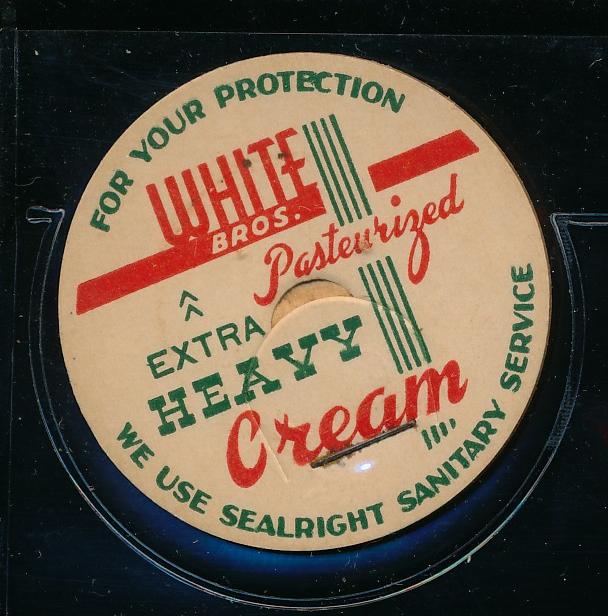 FOR YOUR PROTECTION
WHITE
BROS.
Pasteurized
EXTRA
HEAVY
Cream
WE USE SEALRIGHT SANITARY SERVICE